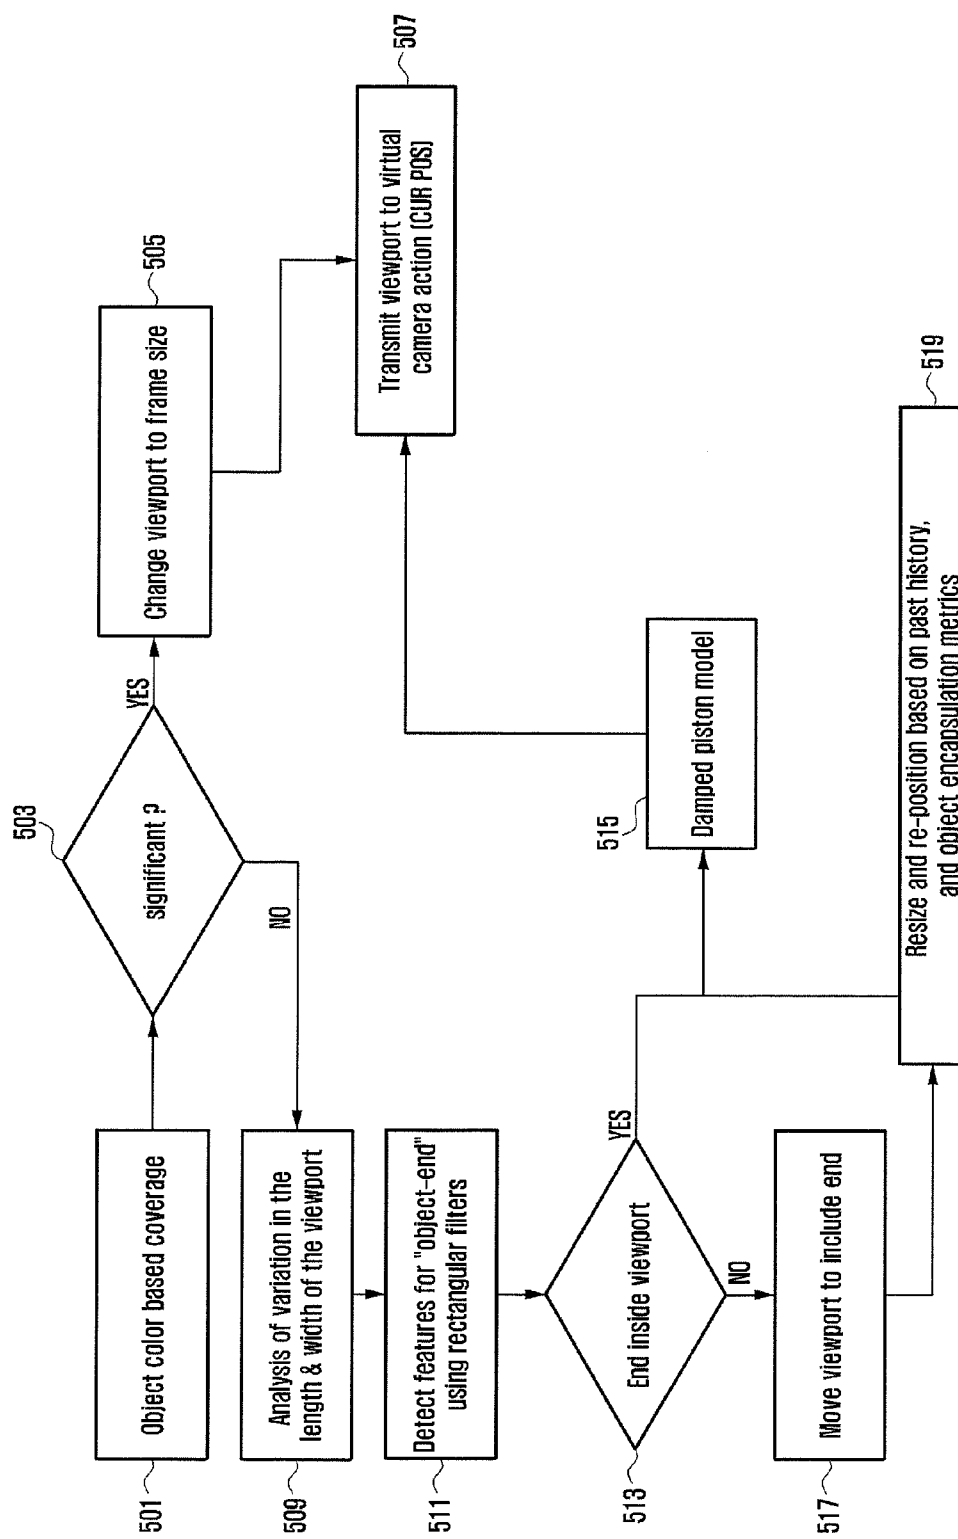 501
Object color based coverage
503
significant ?
YES
NO
505
Change viewport to frame size
507
Transmit viewport to virtual
camera action (CUR POS)
509
Analysis of variation in the
length & width of the viewport
511
Detect features for "object-end"
using rectangular filters
513
End inside viewport
YES
NO
515
Damped piston model
517
Move viewport to include end
519
Resize and re-position based on past history,
and object encapsulation metrics